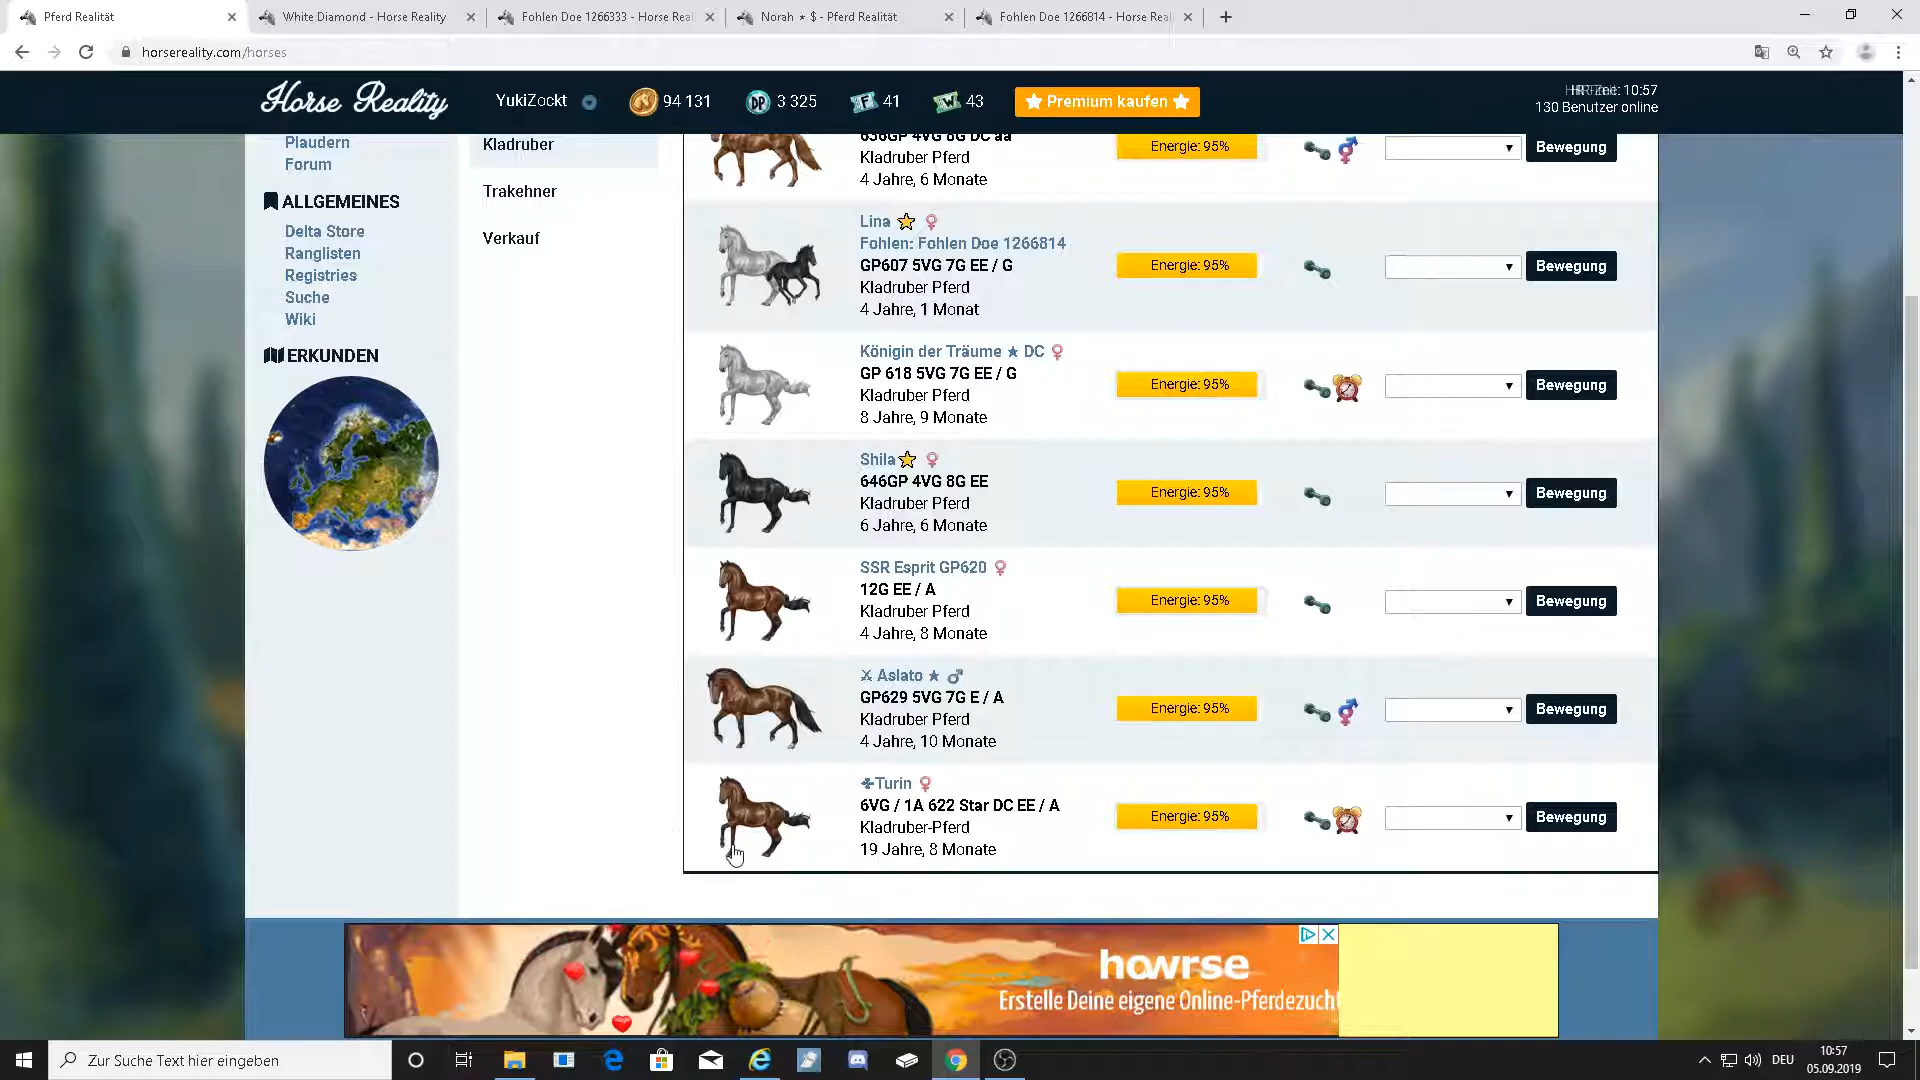 Pferd Realität
White Diamond - Horse Reality
Fohlen Doe 1266333 - Horse Real
Norah ⋆ $ - Pferd Realität
Fohlen Doe 1266814 - Horse Real
horsereality.com/horses
Horse Reality
YukiZockt
94 131
DP 3 325
F 41
W 43
★ Premium kaufen ★
10:57
130 Benutzer online
Plaudern
Forum
ALLGEMEINES
Delta Store
Ranglisten
Registries
Suche
Wiki
ERKUNDEN
Kladruber
Trakehner
Verkauf
636GP 4VG 8G DC aa
Kladruber Pferd
4 Jahre, 6 Monate
Energie: 95%
Bewegung
Lina ⭐ ♀
Fohlen: Fohlen Doe 1266814
GP607 5VG 7G EE / G
Kladruber Pferd
4 Jahre, 1 Monat
Energie: 95%
Bewegung
Königin der Träume ★ DC ♀
GP 618 5VG 7G EE / G
Kladruber Pferd
8 Jahre, 9 Monate
Energie: 95%
Bewegung
Shila⭐ ♀
646GP 4VG 8G EE
Kladruber Pferd
6 Jahre, 6 Monate
Energie: 95%
Bewegung
SSR Esprit GP620 ♀
12G EE / A
Kladruber Pferd
4 Jahre, 8 Monate
Energie: 95%
Bewegung
⚔ Aslato ★ ♂
GP629 5VG 7G E / A
Kladruber Pferd
4 Jahre, 10 Monate
Energie: 95%
Bewegung
✤Turin ♀
6VG / 1A 622 Star DC EE / A
Kladruber-Pferd
19 Jahre, 8 Monate
Energie: 95%
Bewegung
howrse
Erstelle Deine eigene Online-Pferdezucht
Zur Suche Text hier eingeben
DEU
10:57
05.09.2019